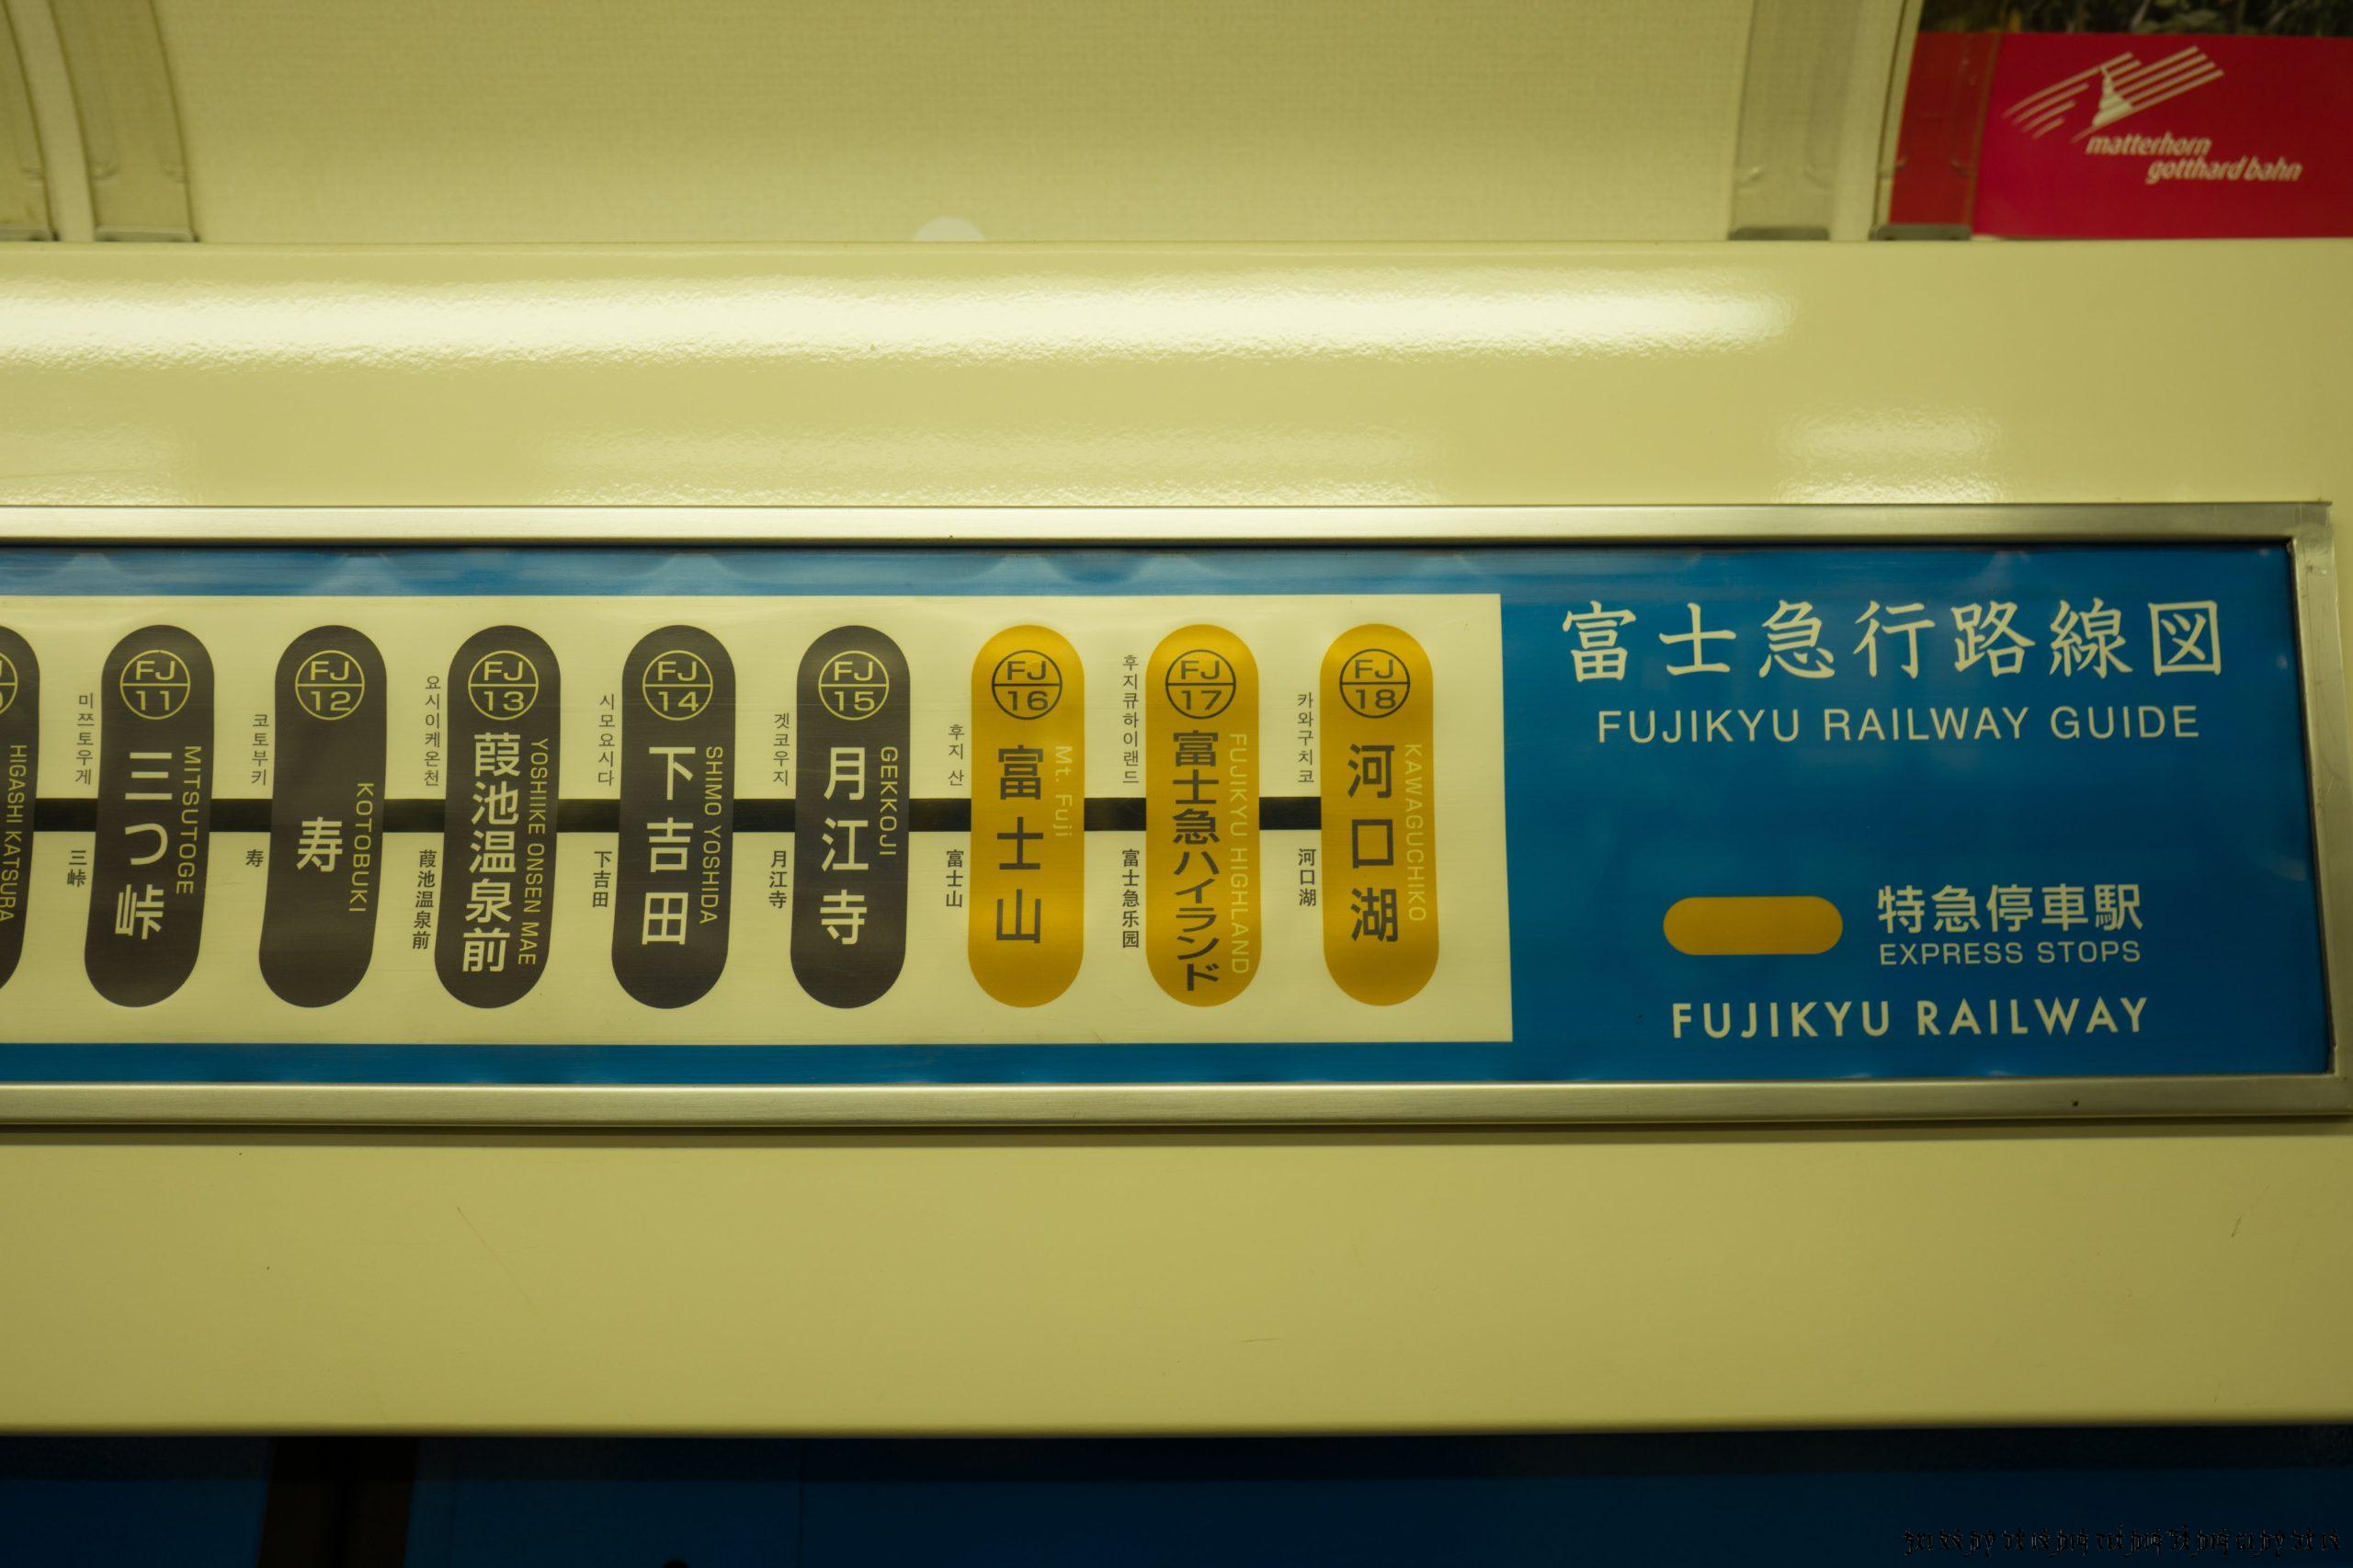 matterhorn
gotthard bahn
HIGASHI KATSURA
미쯔토우게
FJ
11
三つ峠
MITSUTOGE
三峠
코토부키
FJ
12
寿
KOTOBUKI
寿
요시이케온천
FJ
13
葭池温泉前
YOSHIIKE ONSEN MAE
葭池温泉前
시모요시다
FJ
14
下吉田
SHIMO YOSHIDA
下吉田
겟코우지
FJ
15
月江寺
GEKKOJI
月江寺
후지 산
FJ
16
富士山
Mt. Fuji
富士山
후지큐하이랜드
FJ
17
富士急ハイランド
FUJIKYU HIGHLAND
富士急乐园
카와구치코
FJ
18
河口湖
KAWAGUCHIKO
河口湖
富士急行路線図
FUJIKYU RAILWAY GUIDE
特急停車駅
EXPRESS STOPS
FUJIKYU RAILWAY